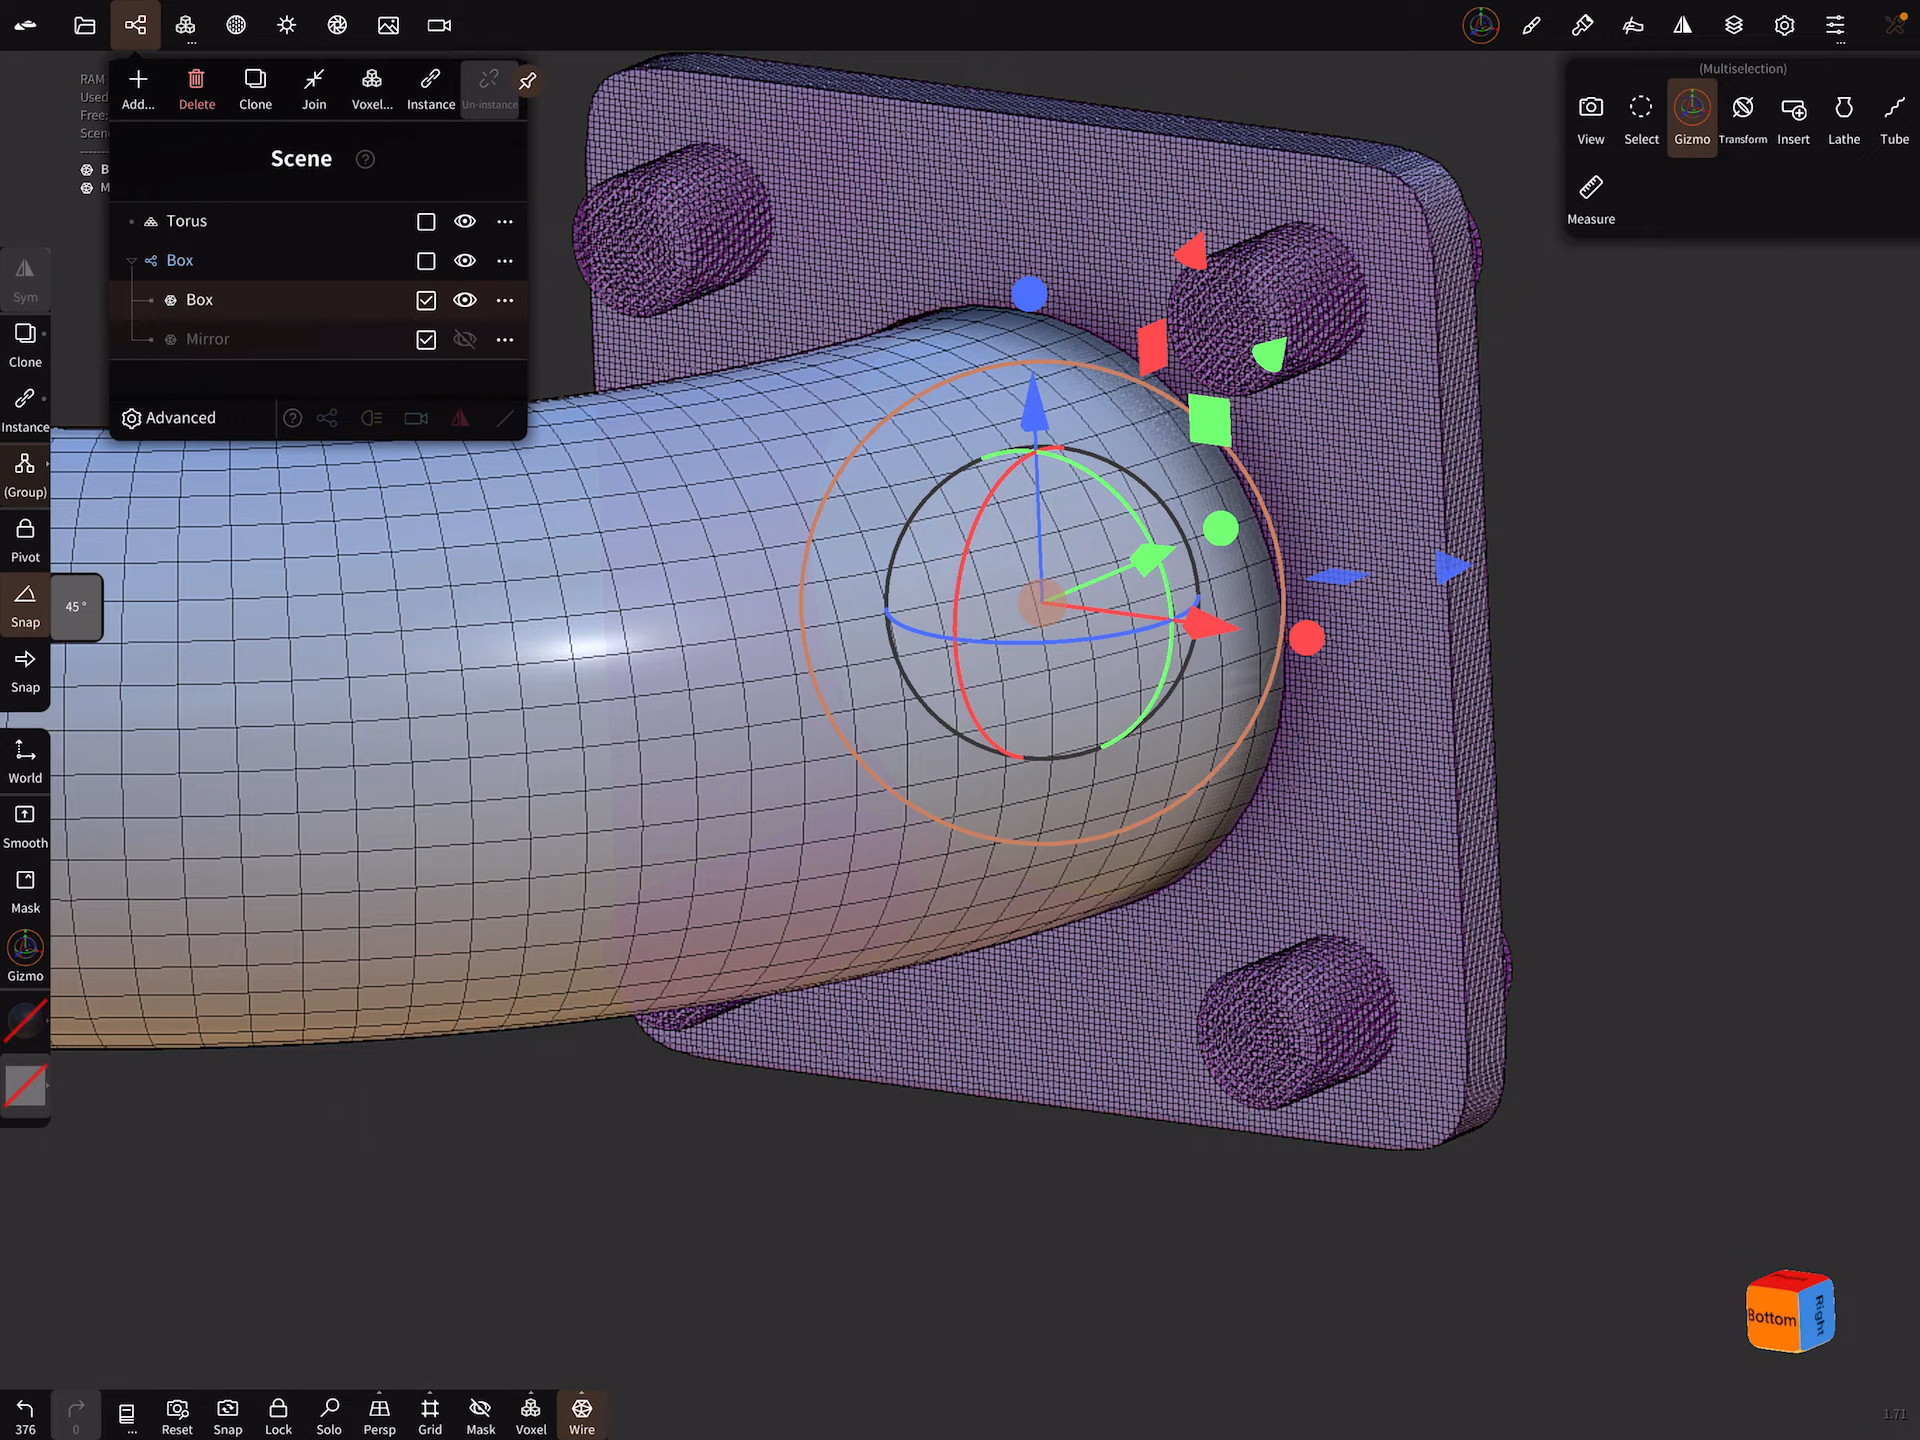 RAM
Used
Free:
Scen
B
M
Add...
Delete
Clone
Join
Voxel...
Instance
Un-instance
Scene
Torus
Box
Box
Mirror
Advanced
(Multiselection)
View
Select
Gizmo
Transform
Insert
Lathe
Tube
Measure
Sym
Clone
Instance
(Group)
Pivot
Snap
45°
Snap
World
Smooth
Mask
Gizmo
Bottom
Right
376
0
...
Reset
Snap
Lock
Solo
Persp
Grid
Mask
Voxel
Wire
1.71